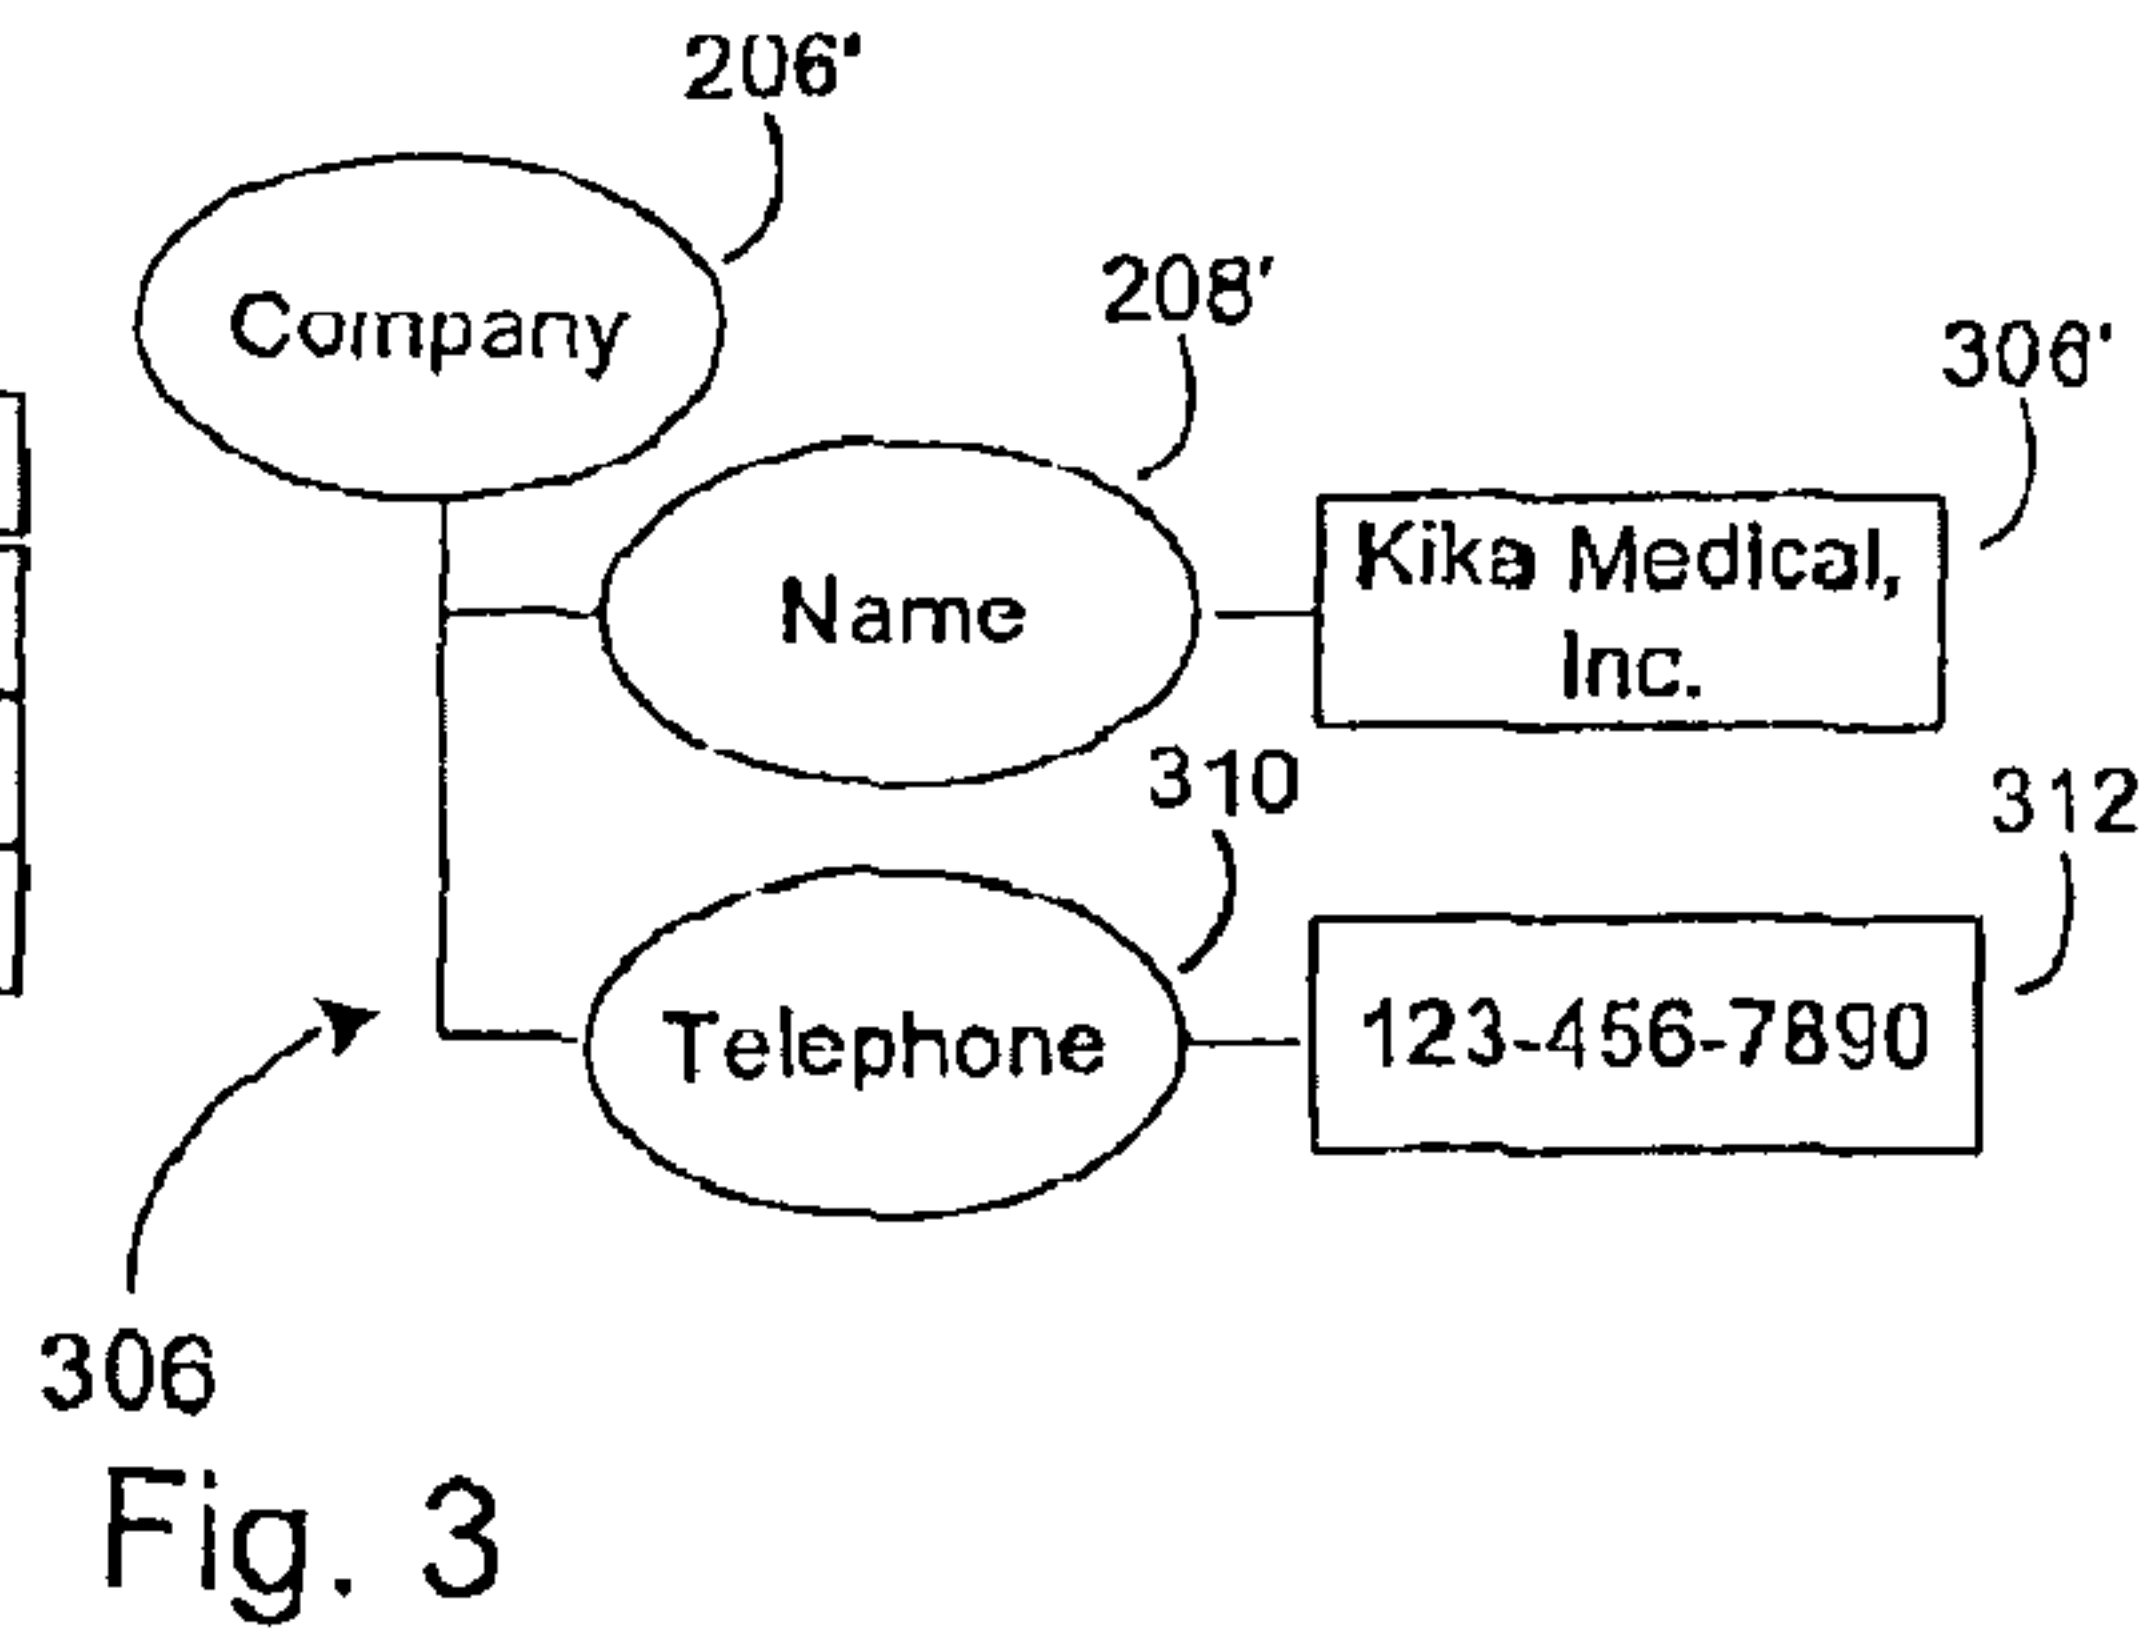 206'
Company
208'
306'
Name
Kika Medical,
Inc.
310
312
Telephone
123-456-7890
306
Fig. 3